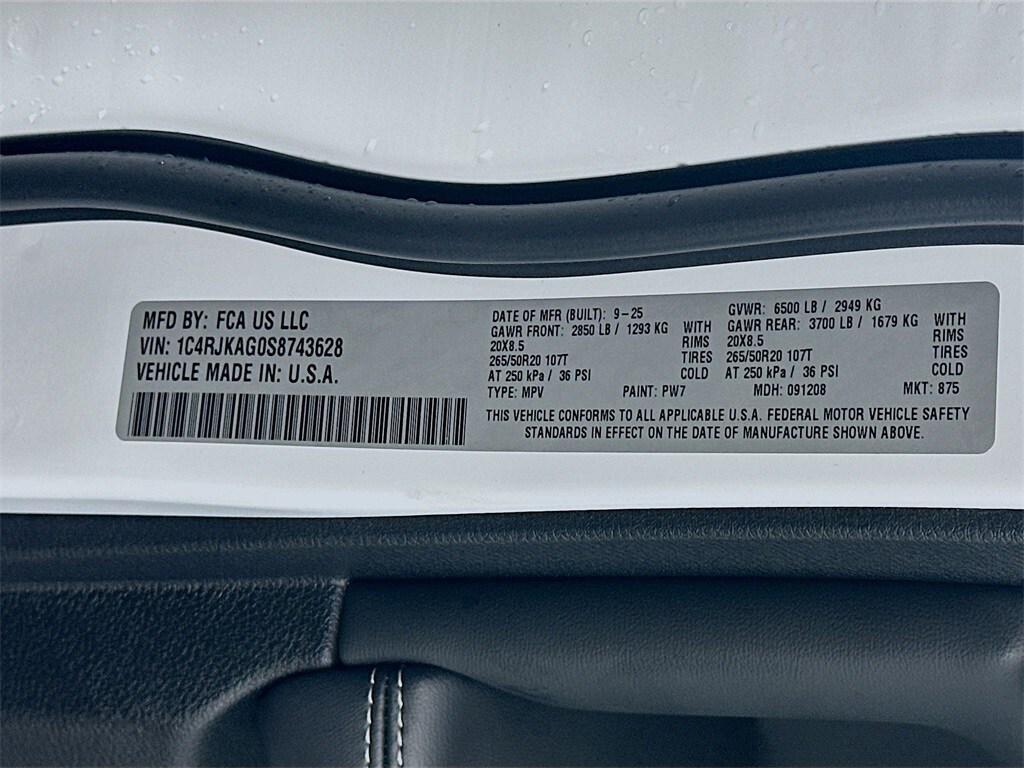 MFD BY: FCA US LLC
VIN: 1C4RJKAG0S8743628
VEHICLE MADE IN: U.S.A.
DATE OF MFR (BUILT): 9-25
GAWR FRONT: 2850 LB / 1293 KG WITH
20X8.5 RIMS
265/50R20 107T TIRES
AT 250 kPa / 36 PSI COLD
GVWR: 6500 LB / 2949 KG
GAWR REAR: 3700 LB / 1679 KG WITH
20X8.5 RIMS
265/50R20 107T TIRES
AT 250 kPa / 36 PSI COLD
TYPE: MPV PAINT: PW7 MDH: 091208 MKT: 875
THIS VEHICLE CONFORMS TO ALL APPLICABLE U.S.A. FEDERAL MOTOR VEHICLE SAFETY
STANDARDS IN EFFECT ON THE DATE OF MANUFACTURE SHOWN ABOVE.